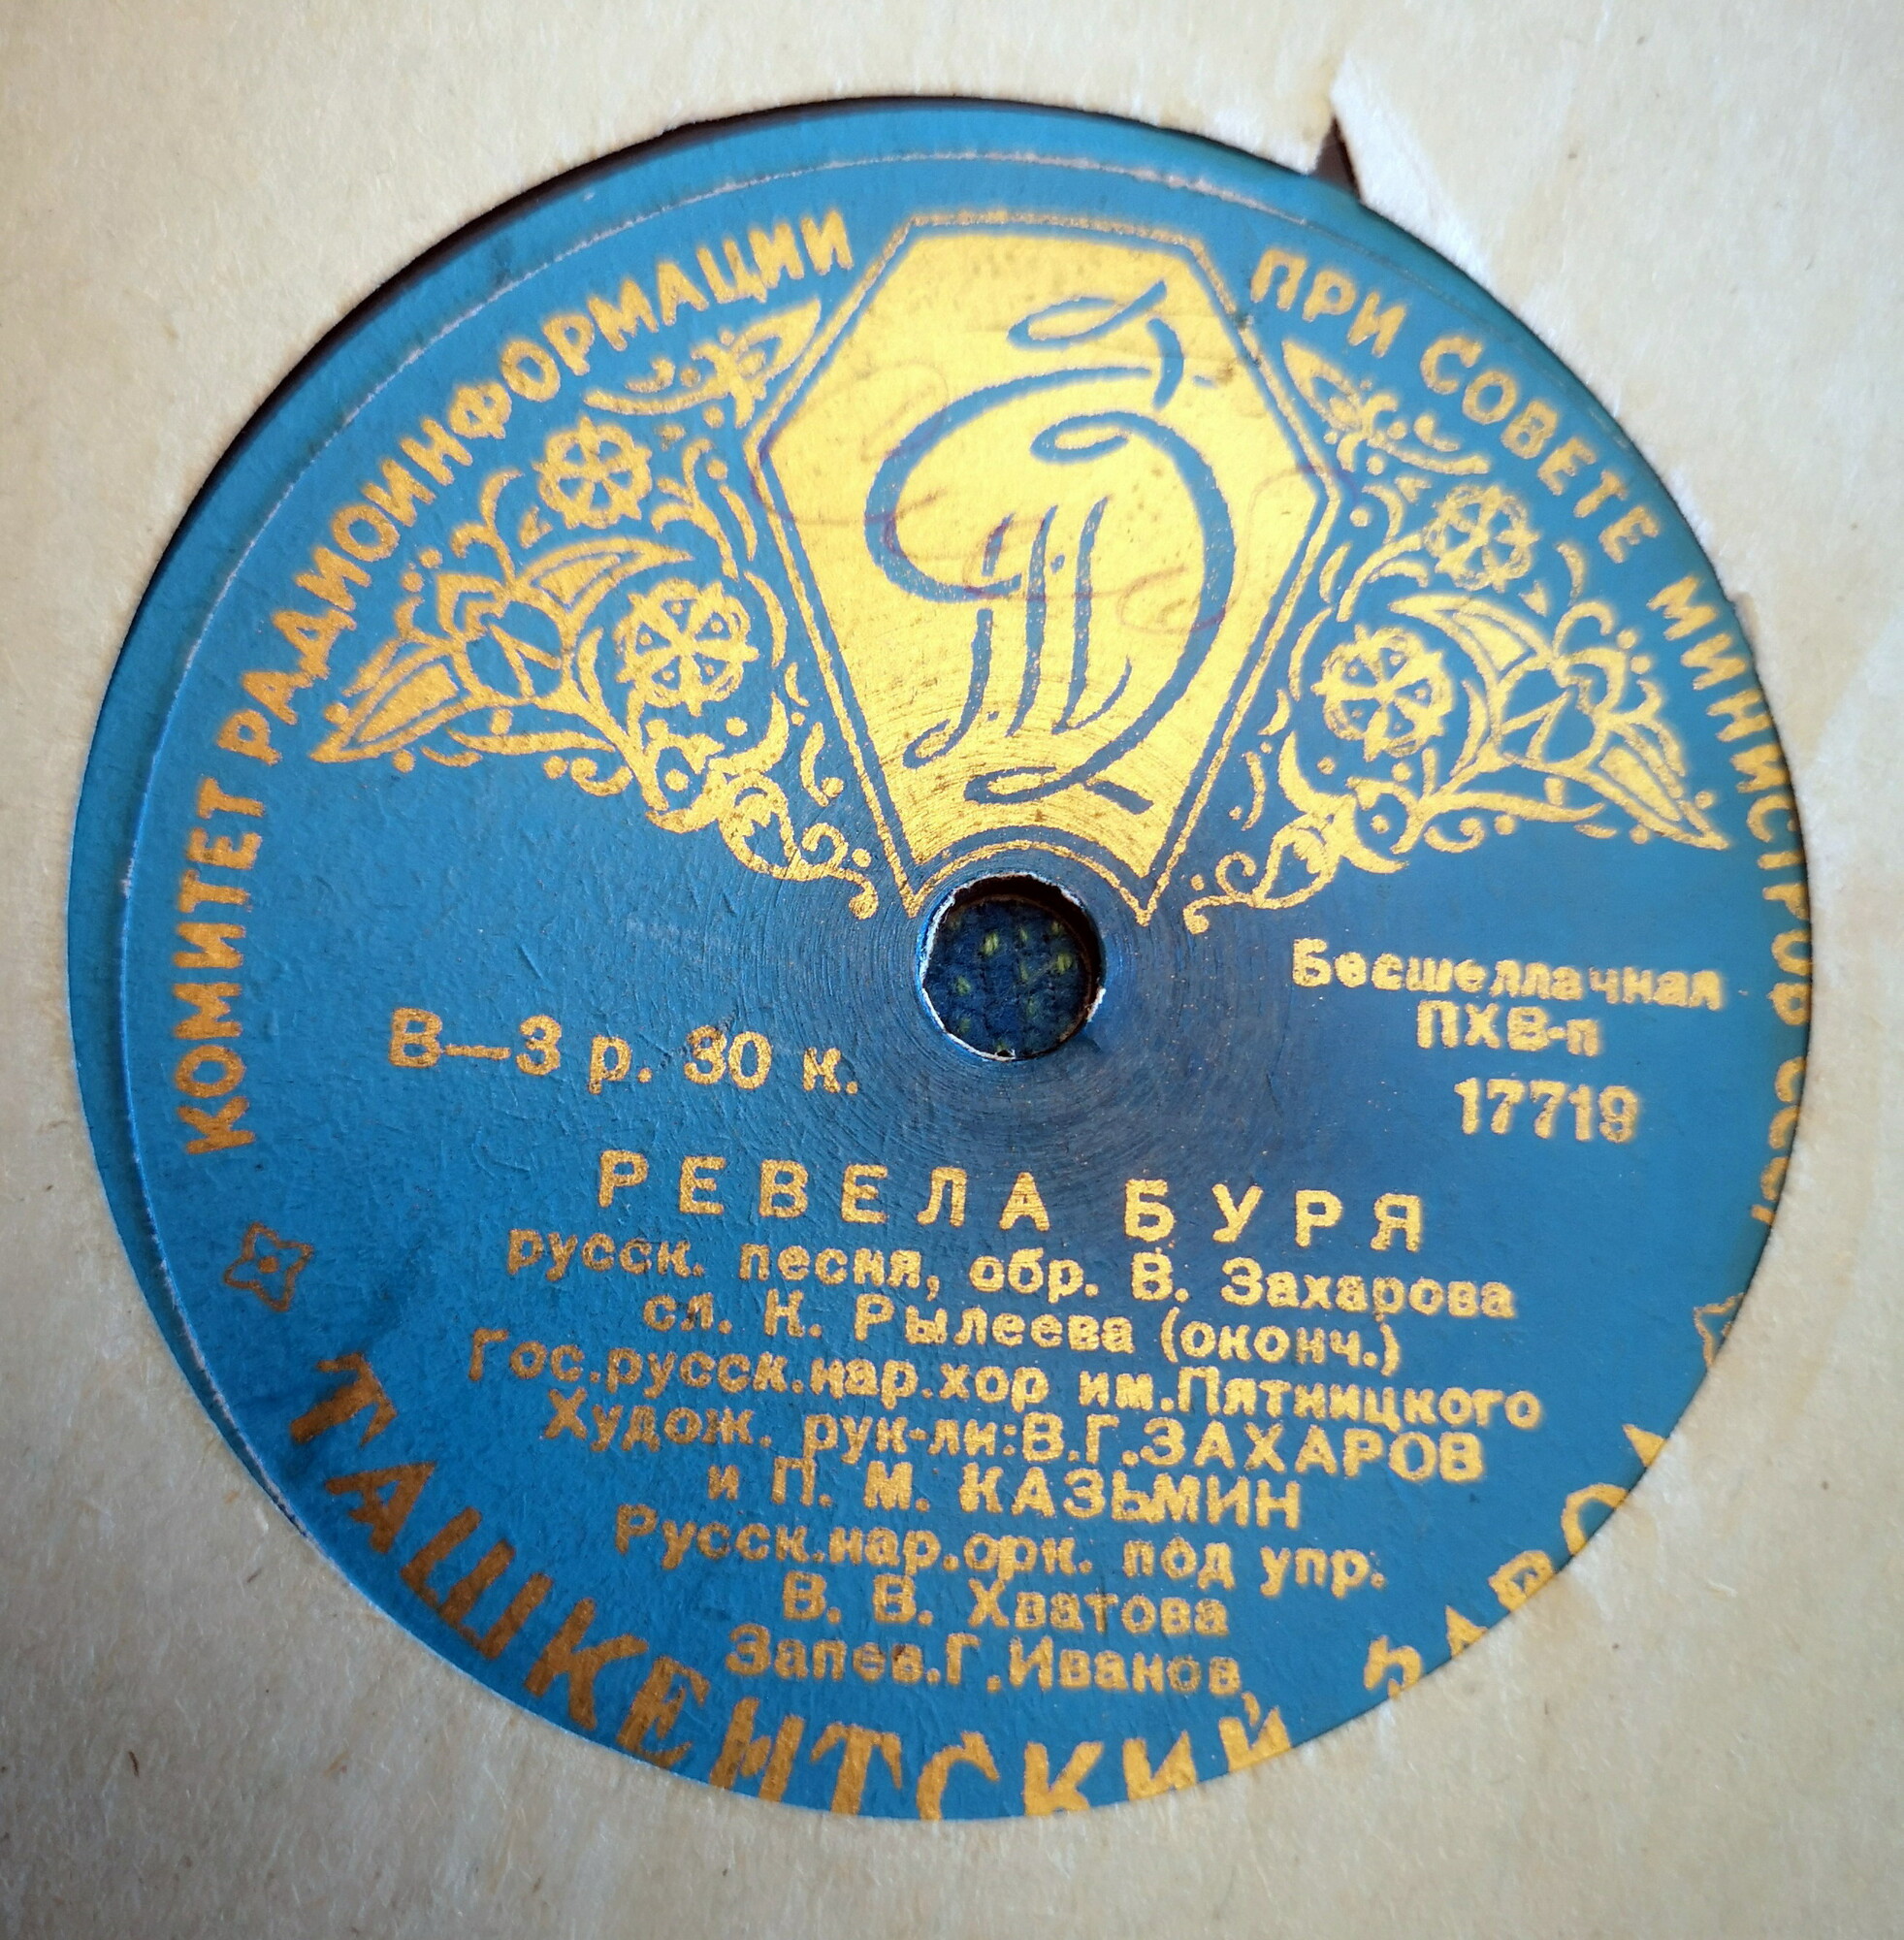 КОМИТЕТ РАДИОИНФОРМАЦИИ ПРИ СОВЕТЕ МИНИСТРОВ СССР
Бесшеллачная
ПХВ-п
В—3 р. 30 к.
17719
РЕВЕЛА БУРЯ
русск. песня, обр. В. Захарова
сл. К. Рылеева (оконч.)
Гос.русск.нар.хор им.Пятницкого
Худож. рук-ли:В.Г.ЗАХАРОВ
и П. М. КАЗЬМИН
Русск.нар.орк. под упр:
В. В. Хватова
Запев.Г.Иванов
ТАШКЕНТСКИЙ ЗАВОД